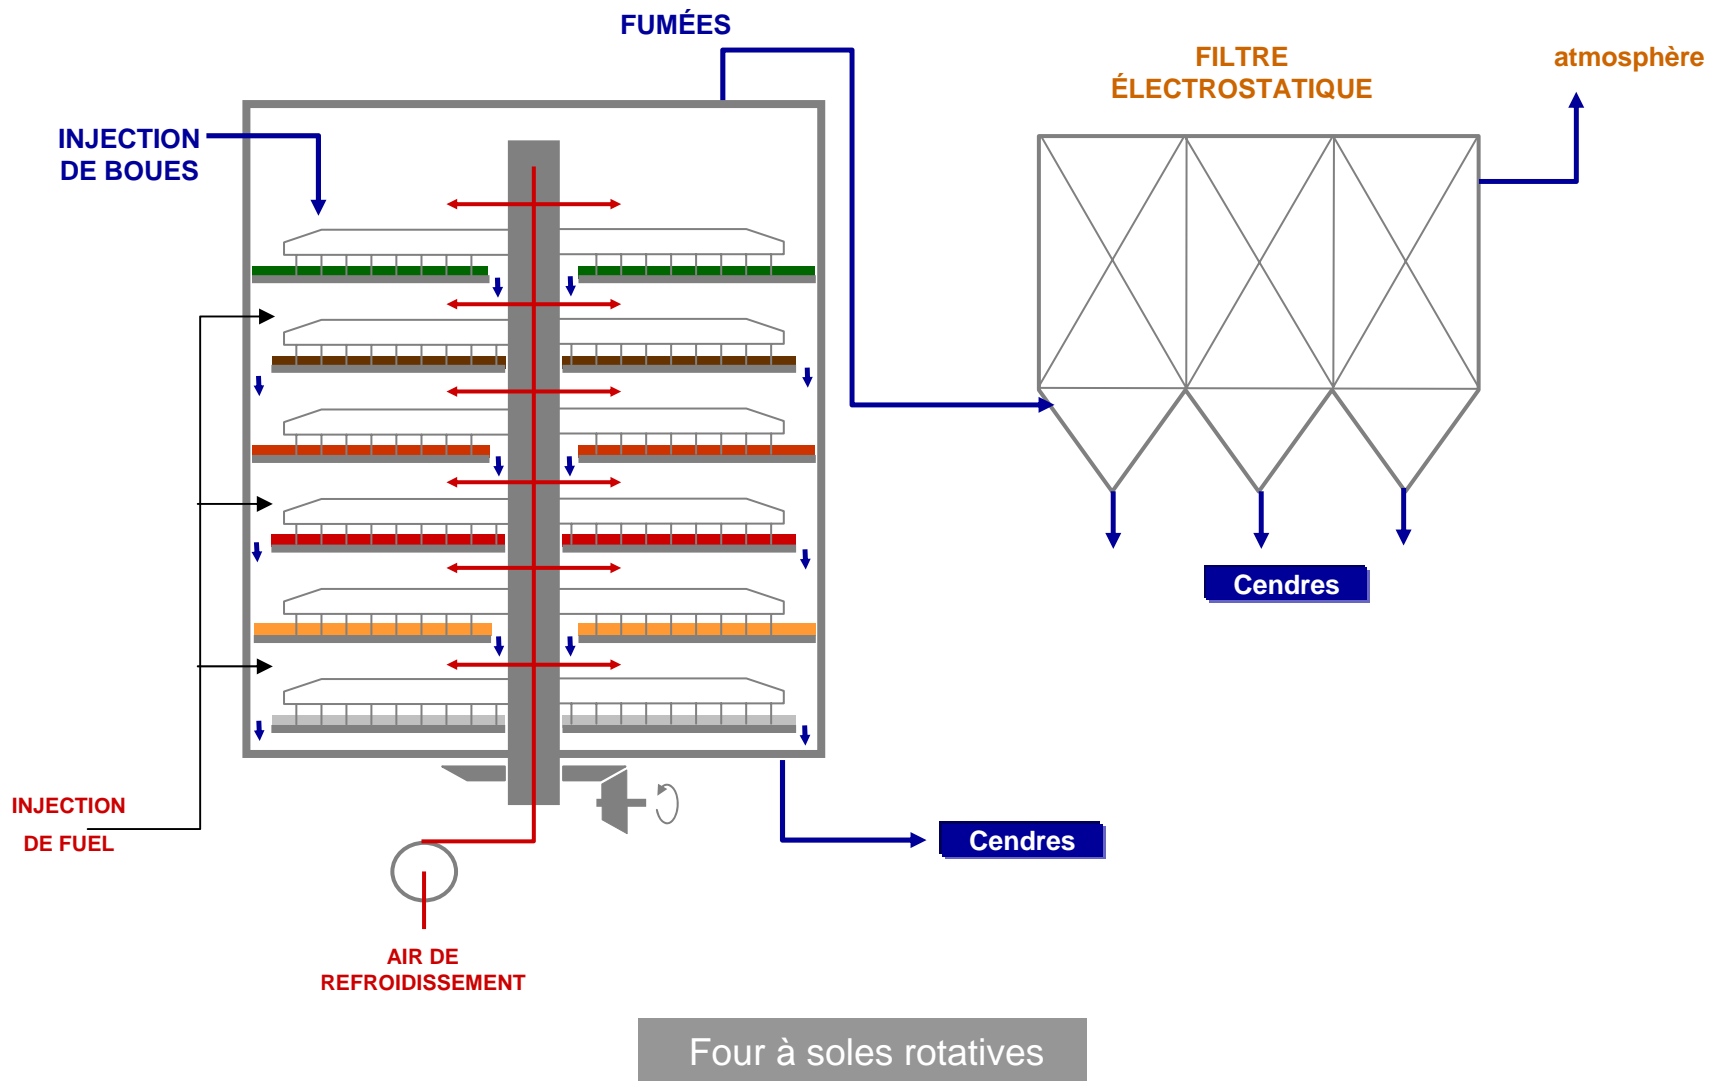 FUMÉES
FILTRE
ÉLECTROSTATIQUE
atmosphère
INJECTION
DE BOUES
Cendres
INJECTION
DE FUEL
Cendres
AIR DE
REFROIDISSEMENT
Four à soles rotatives